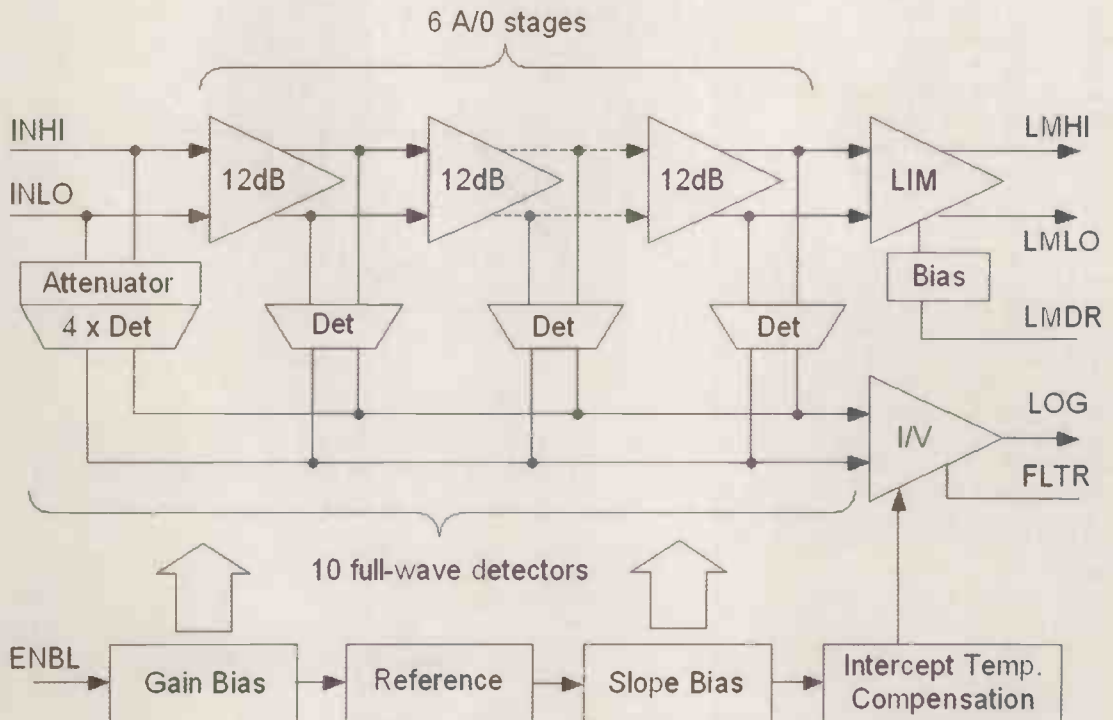 6 A/0 stages
INHI
INLO
12dB
12dB
12dB
LIM
LMHI
LMLO
Attenuator
4 x Det
Det
Det
Det
Bias
LMDR
I/V
LOG
FLTR
10 full-wave detectors
ENBL
Gain Bias
Reference
Slope Bias
Intercept Temp.
Compensation